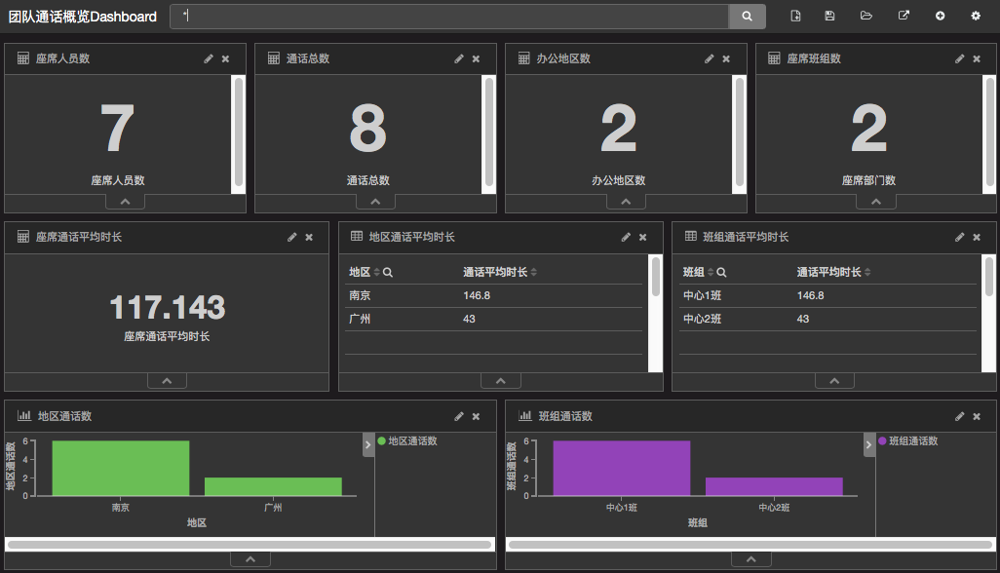 团队通话概览Dashboard
*
座席人员数
通话总数
办公地区数
座席班组数
7
座席人员数
8
通话总数
2
办公地区数
2
座席部门数
座席通话平均时长
地区通话平均时长
班组通话平均时长
117.143
座席通话平均时长
地区 通话平均时长
南京 146.8
广州 43
班组 通话平均时长
中心1班 146.8
中心2班 43
地区通话数
班组通话数
地区通话数
6
4
2
0
南京 广州
地区
地区通话数
班组通话数
6
4
2
0
中心1班 中心2班
班组
班组通话数